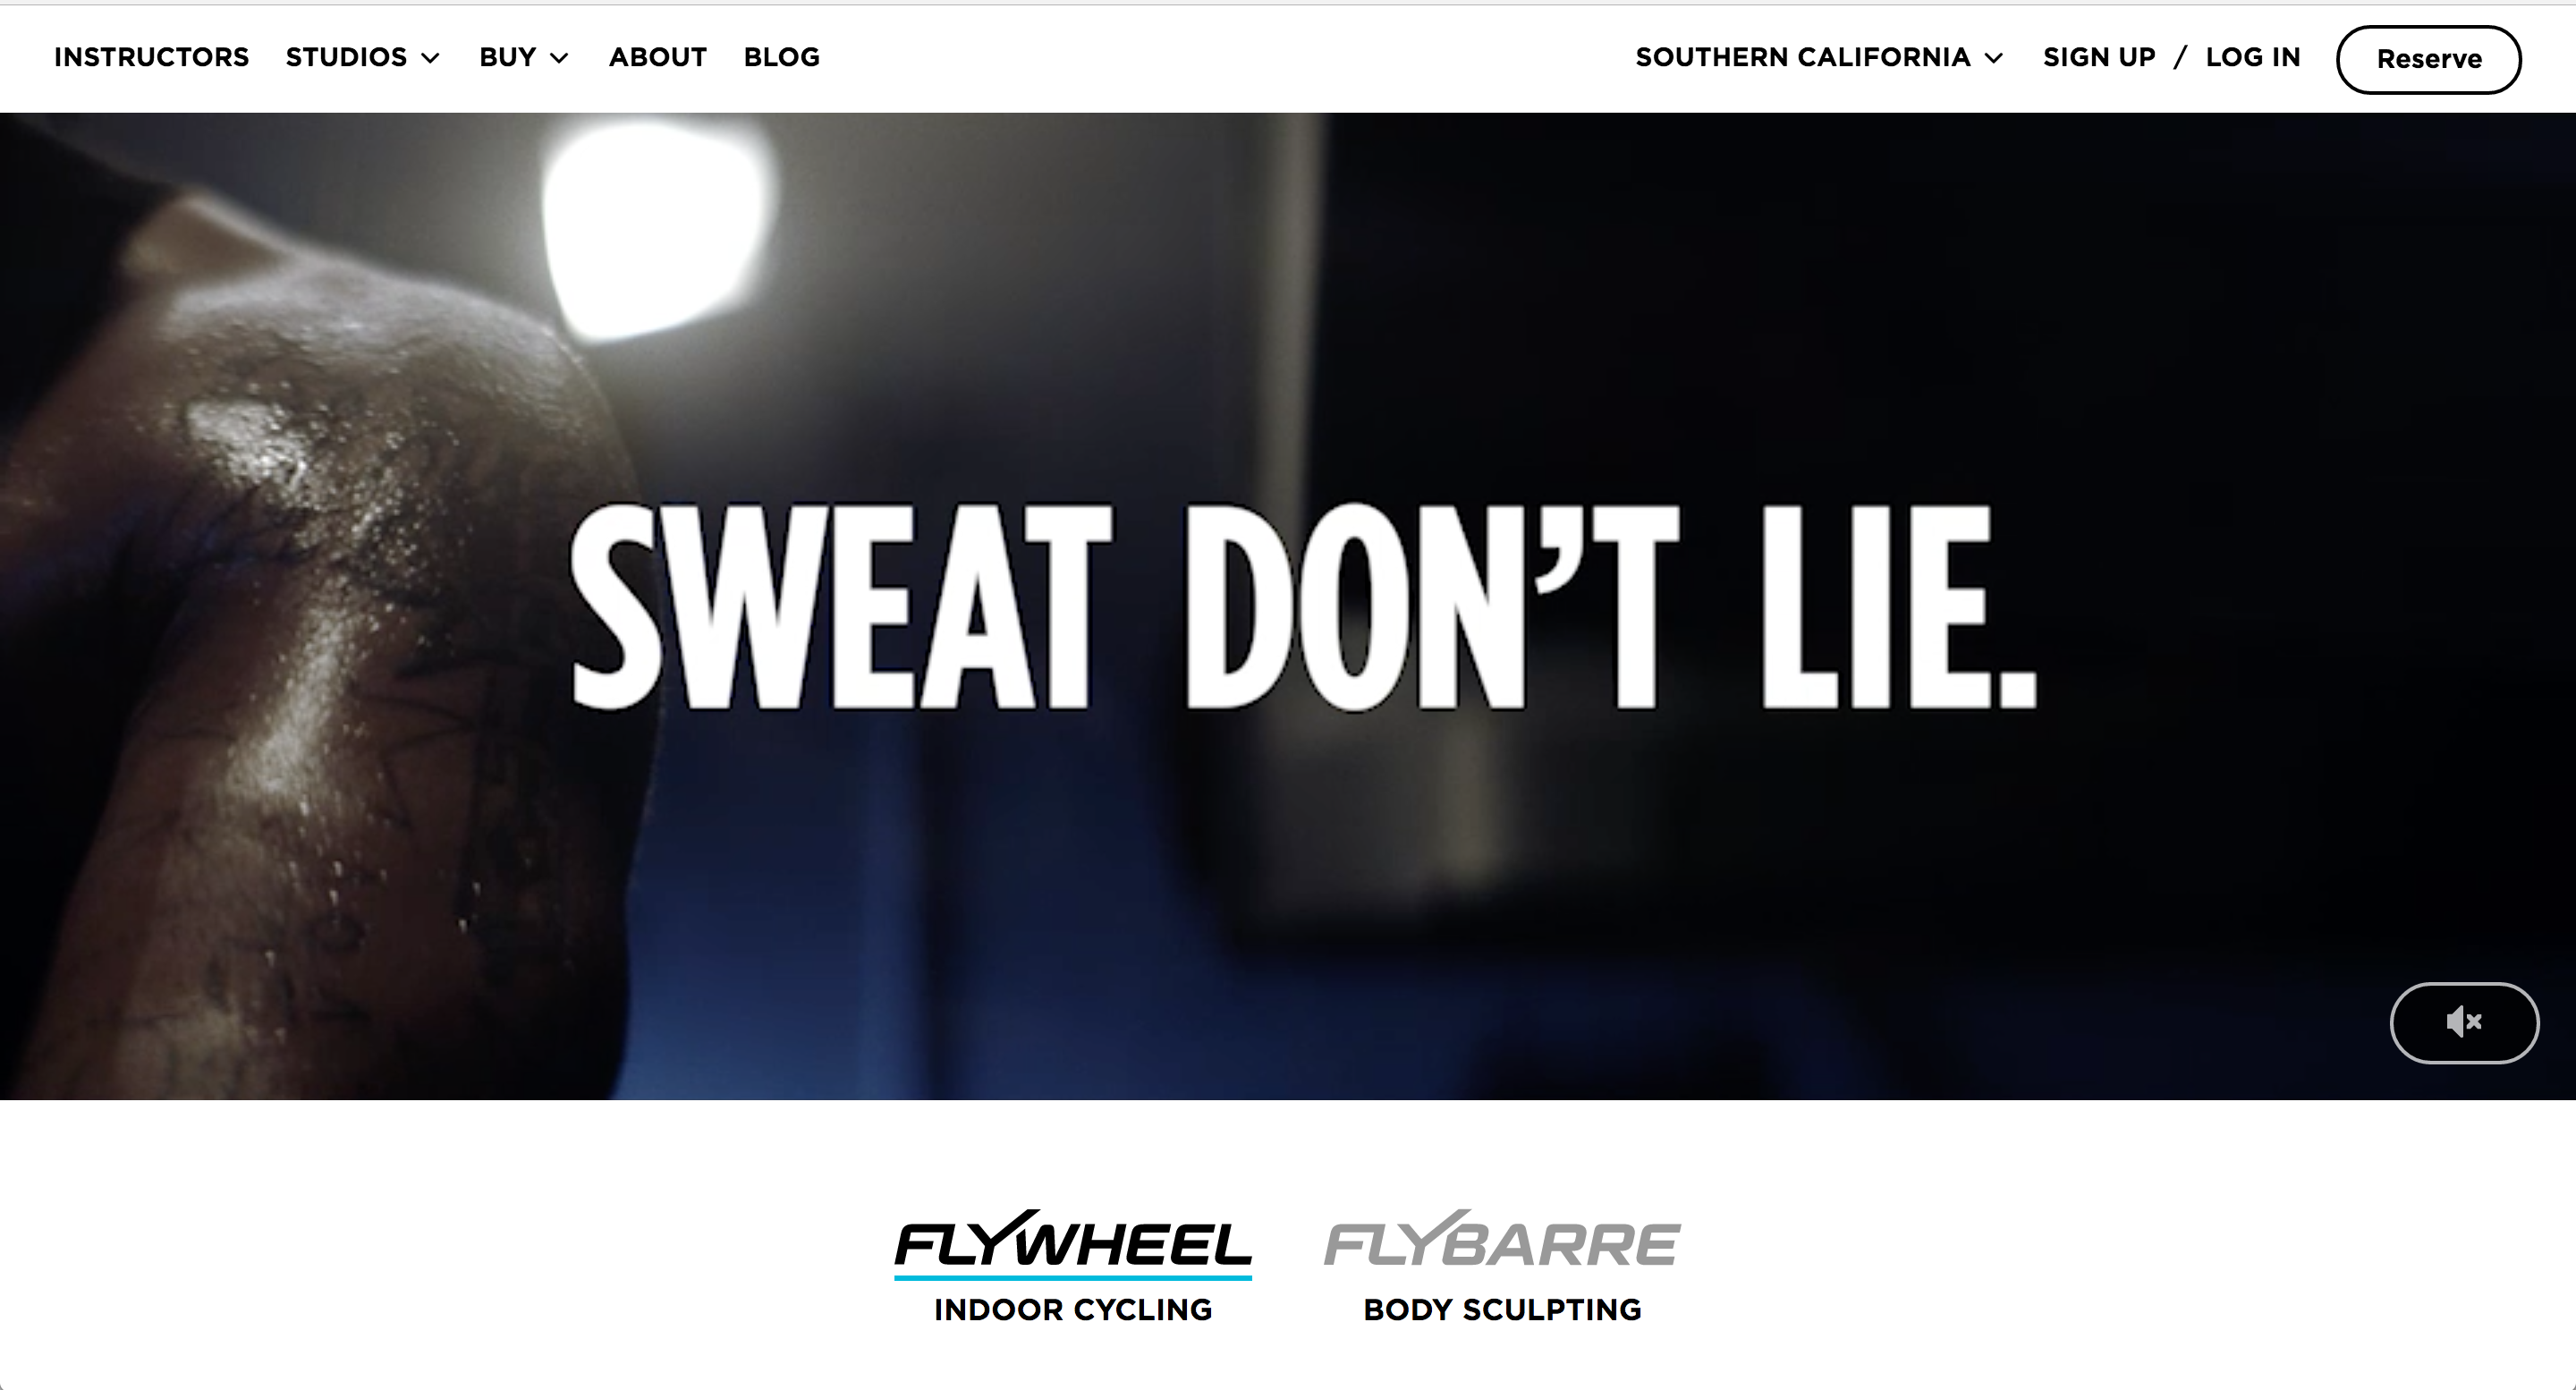 INSTRUCTORS STUDIOS BUY ABOUT BLOG SOUTHERN CALIFORNIA SIGN UP / LOG IN Reserve
SWEAT DON’T LIE.
FLYWHEEL FLYBARRE
INDOOR CYCLING BODY SCULPTING